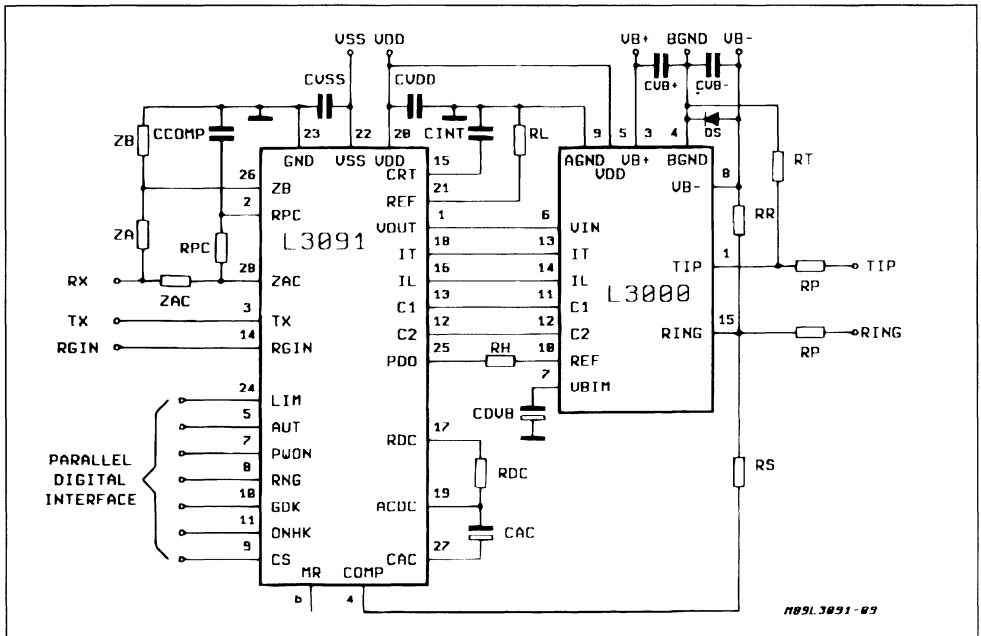 VSS VDD
VB+ BGND VB-
CVSS
CVDD
CVB+ CVB-
CCOMP
CINT
RL
DS
RT
ZB
23 22 20
GND VSS VDD
9 5 3 4
AGND VB+ BGND
VDD
26 ZB
15 CRT
8 VB-
2 RPC
21 REF
RR
L3091
1 VOUT
6 VIN
ZA
RPC
18 IT
13 IT
1 TIP
TIP
RX
ZAC
28 ZAC
16 IL
14 IL
RP
L3000
3 TX
TX
13 C1
11 C1
15 RING
RING
14 RGIN
RGIN
12 C2
12 C2
RP
25 PDO
RH
10 REF
7 VBIM
24 LIM
CDVB
5 AUT
17 RDC
7 PWON
RDC
RS
PARALLEL
DIGITAL
INTERFACE
8 RNG
10 GDK
19 ACDC
11 ONHK
CAC
9 CS
27 CAC
MR COMP
6 4
M89L3091-09